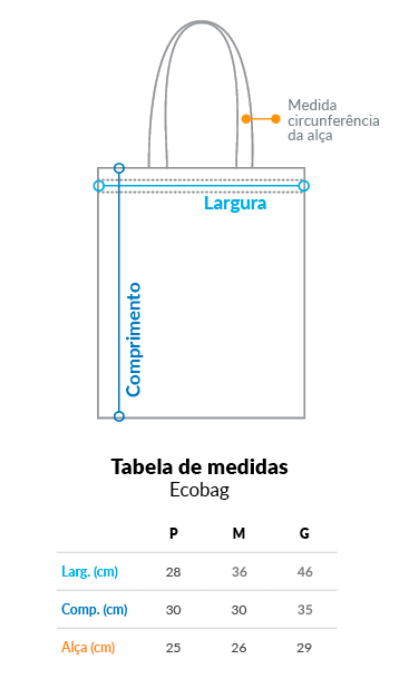 Medida
circunferência
da alça
Largura
Comprimento
Tabela de medidas
Ecobag
P M G
Larg. (cm) 28 36 46
Comp. (cm) 30 30 35
Alça (cm) 25 26 29